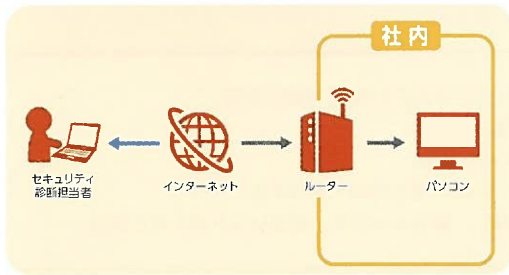 社内
セキュリティ
診断担当者
インターネット
ルーター
パソコン